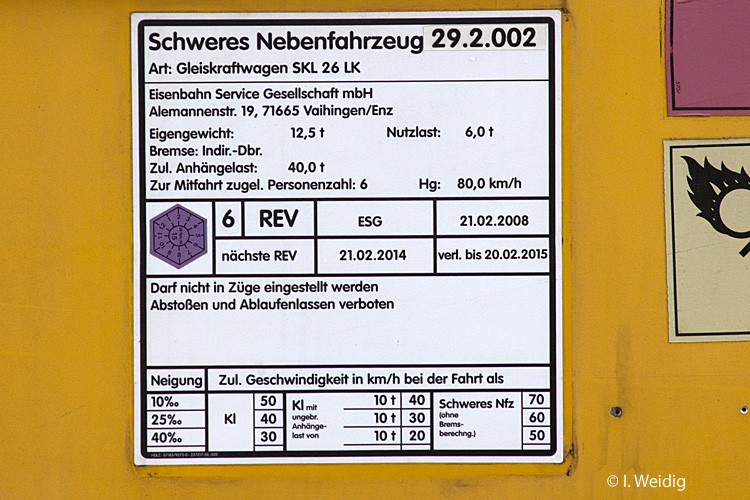 Schweres Nebenfahrzeug 29.2.002
Art: Gleiskraftwagen SKL 26 LK
Eisenbahn Service Gesellschaft mbH
Alemannenstr. 19, 71665 Vaihingen/Enz
Eigengewicht: 12,5 t Nutzlast: 6,0 t
Bremse: Indir.-Dbr.
Zul. Anhängelast: 40,0 t
Zur Mitfahrt zugel. Personenzahl: 6 Hg: 80,0 km/h
6 REV ESG 21.02.2008
nächste REV 21.02.2014 verl. bis 20.02.2015
Darf nicht in Züge eingestellt werden
Abstoßen und Ablaufenlassen verboten
Neigung Zul. Geschwindigkeit in km/h bei der Fahrt als
10‰ 50 10 t 40 70
25‰ Kl 40 Kl mit ungebr. Anhänge- last von 10 t 30 Schweres Nfz (ohne Brems- berechng.) 60
40‰ 30 10 t 20 50
© I. Weidig